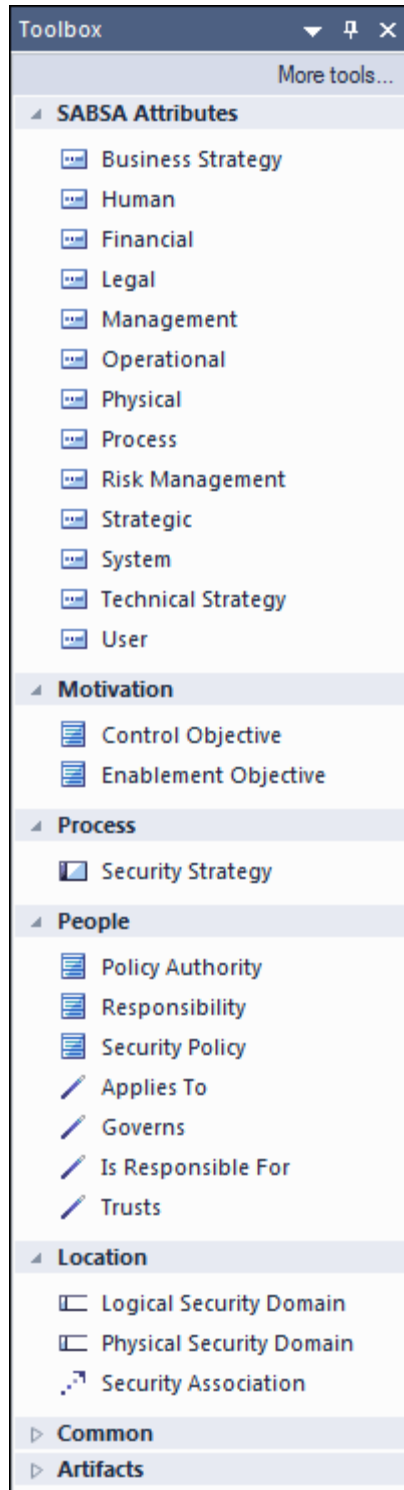 Toolbox
More tools...
SABSA Attributes
Business Strategy
Human
Financial
Legal
Management
Operational
Physical
Process
Risk Management
Strategic
System
Technical Strategy
User
Motivation
Control Objective
Enablement Objective
Process
Security Strategy
People
Policy Authority
Responsibility
Security Policy
Applies To
Governs
Is Responsible For
Trusts
Location
Logical Security Domain
Physical Security Domain
Security Association
Common
Artifacts